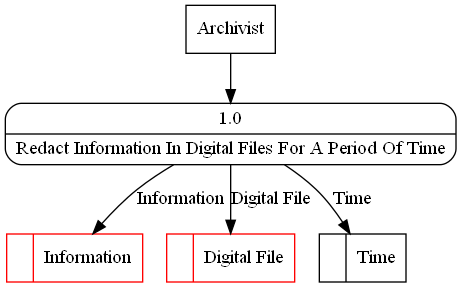 Archivist
1.0
Redact Information In Digital Files For A Period Of Time
Information Digital File Time
Information
Digital File
Time